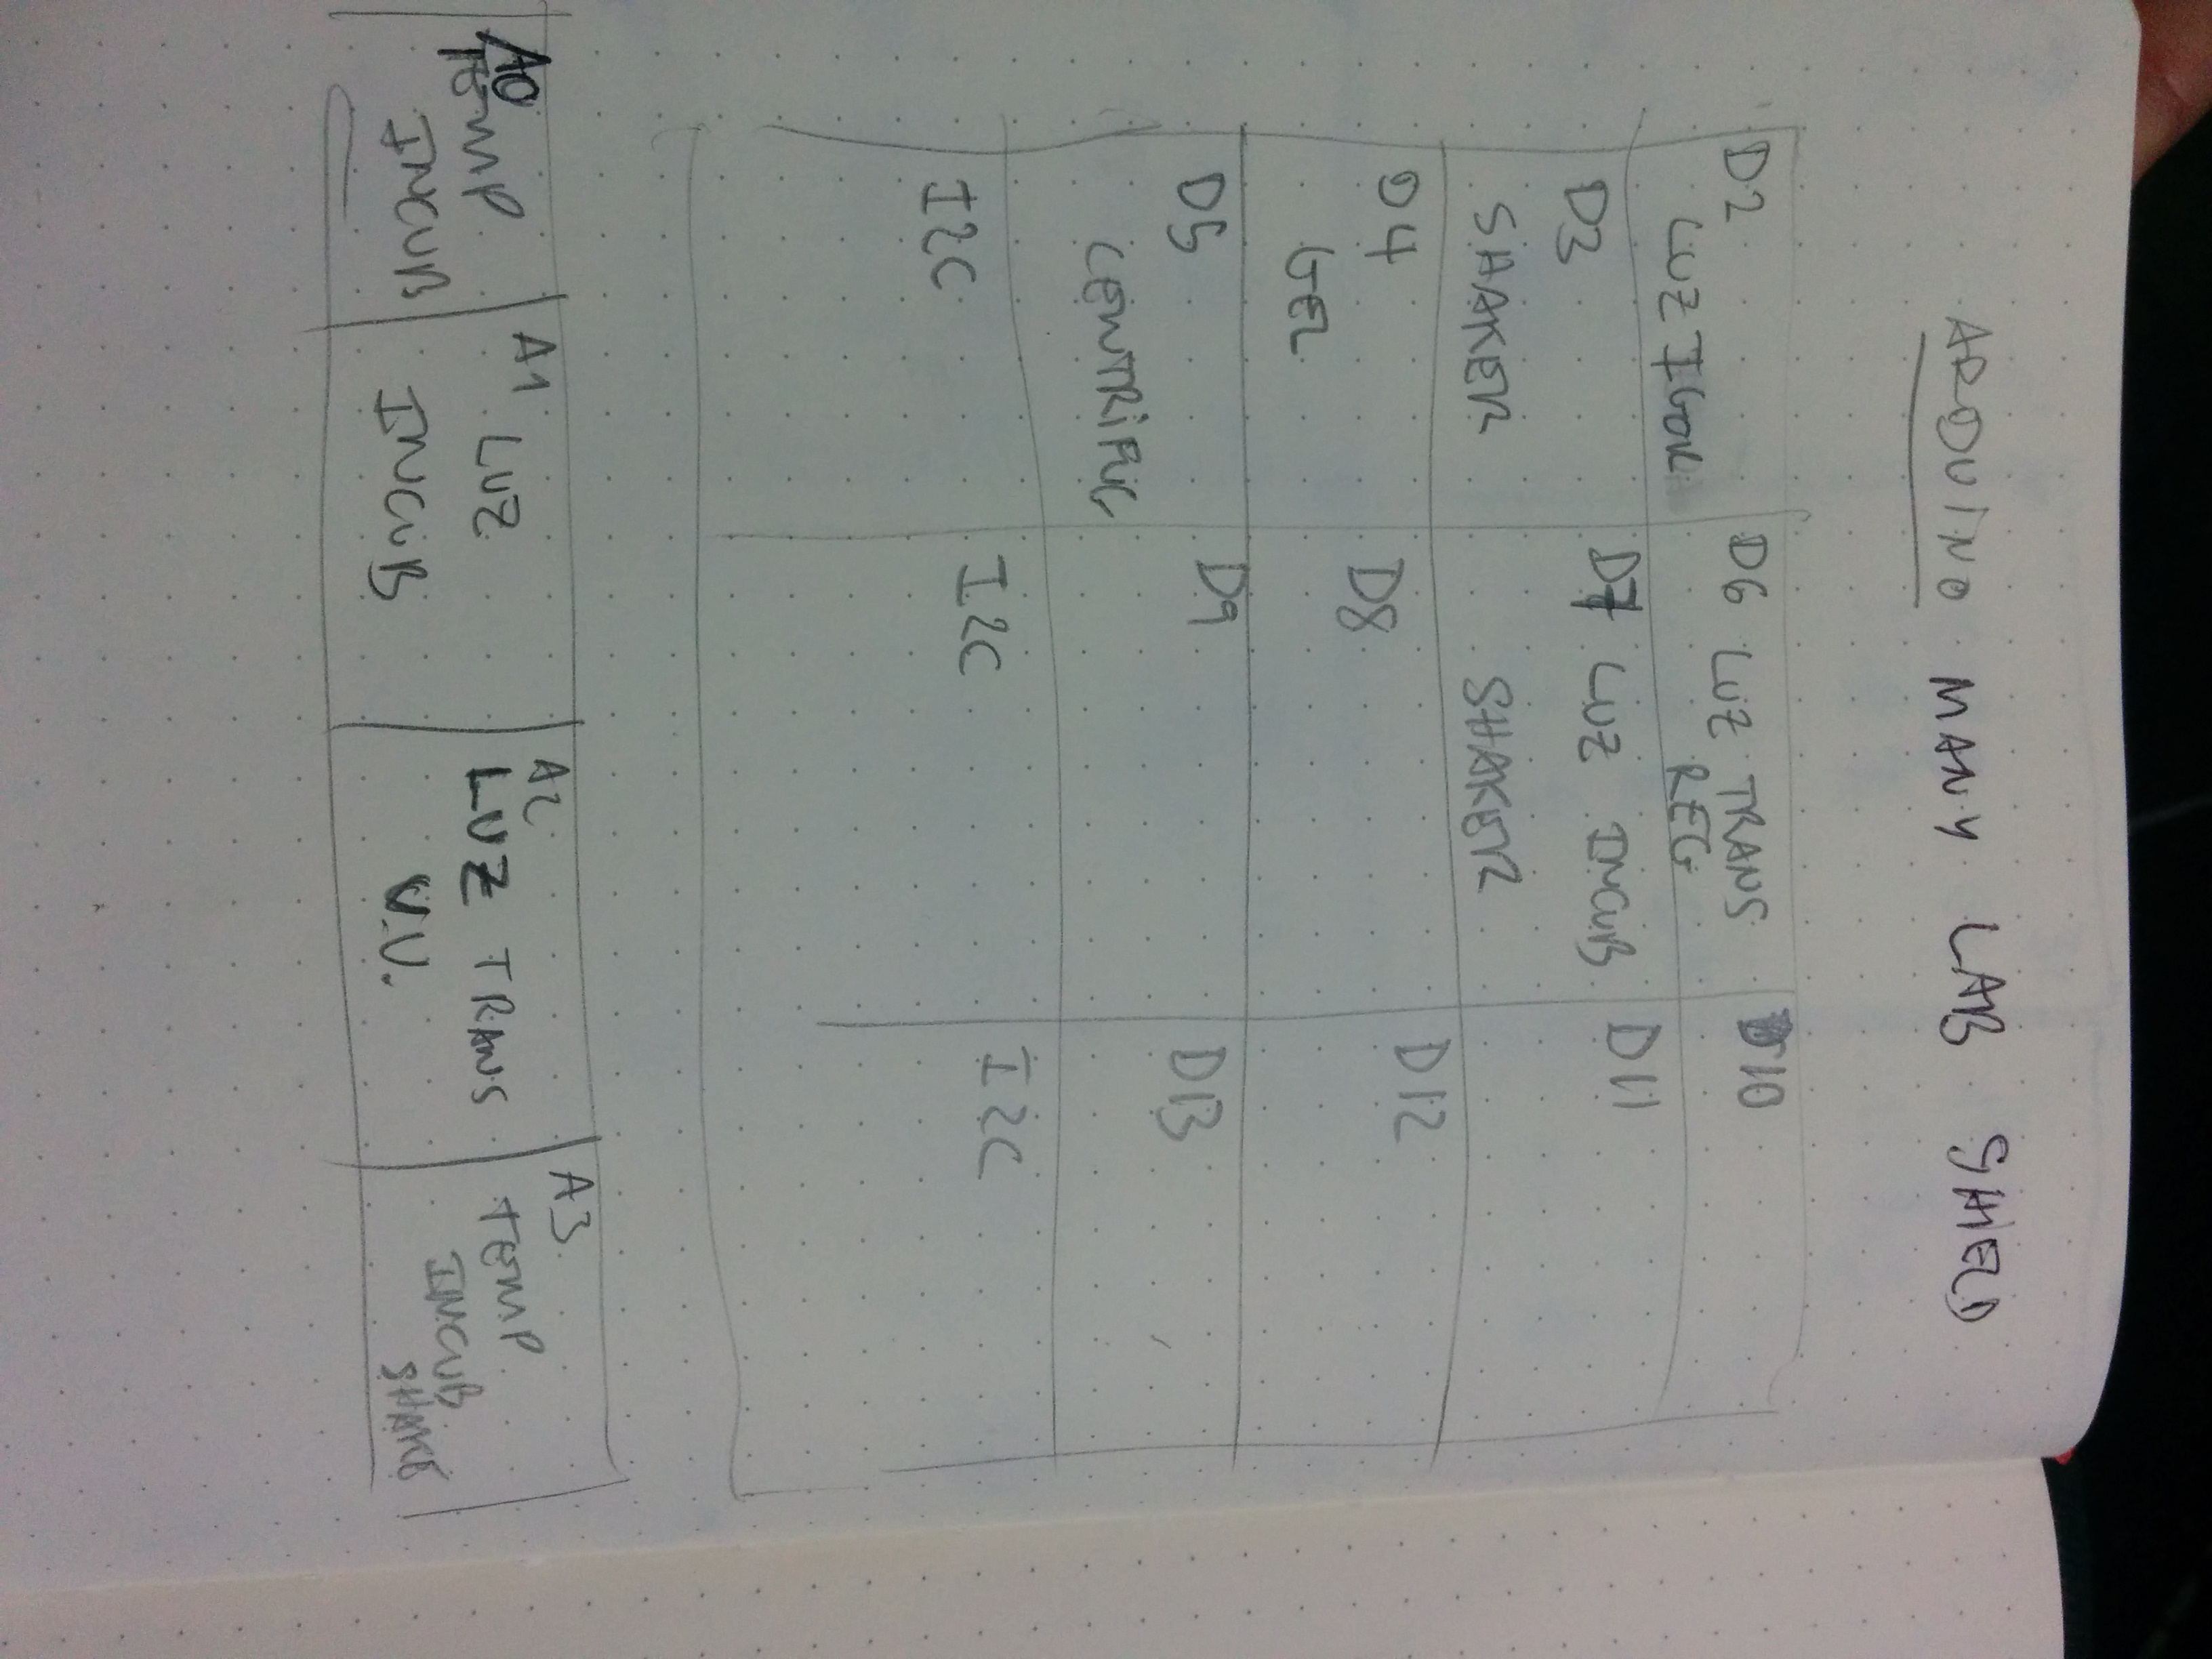 ARDUINO MANY LAB SHIELD
D2
LUZ IGOR
D6 LUZ TRANS
REG
D10
D3
SHAKER
D7 LUZ INCUB
SHAKER
D11
D4
GEL
D8
D12
D5
CENTRIFUG
D9
D13
I2C
I2C
I2C
A0
TEMP
INCUB
A1
LUZ
INCUB
A2
LUZ TRANS
U.V.
A3
TEMP
INCUB
SHAKE